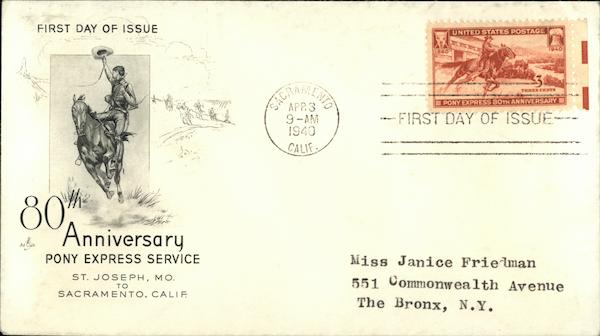 FIRST DAY OF ISSUE
80th
Anniversary
PONY EXPRESS SERVICE
ST. JOSEPH, MO.
TO
SACRAMENTO, CALIF.
SACRAMENTO
APR 3
9-AM
1940
CALIF.
UNITED STATES POSTAGE
1940
3
THREE CENTS
PONY EXPRESS 80TH ANNIVERSARY
FIRST DAY OF ISSUE
Miss Janice Friedman
551 Commonwealth Avenue
The Bronx, N.Y.